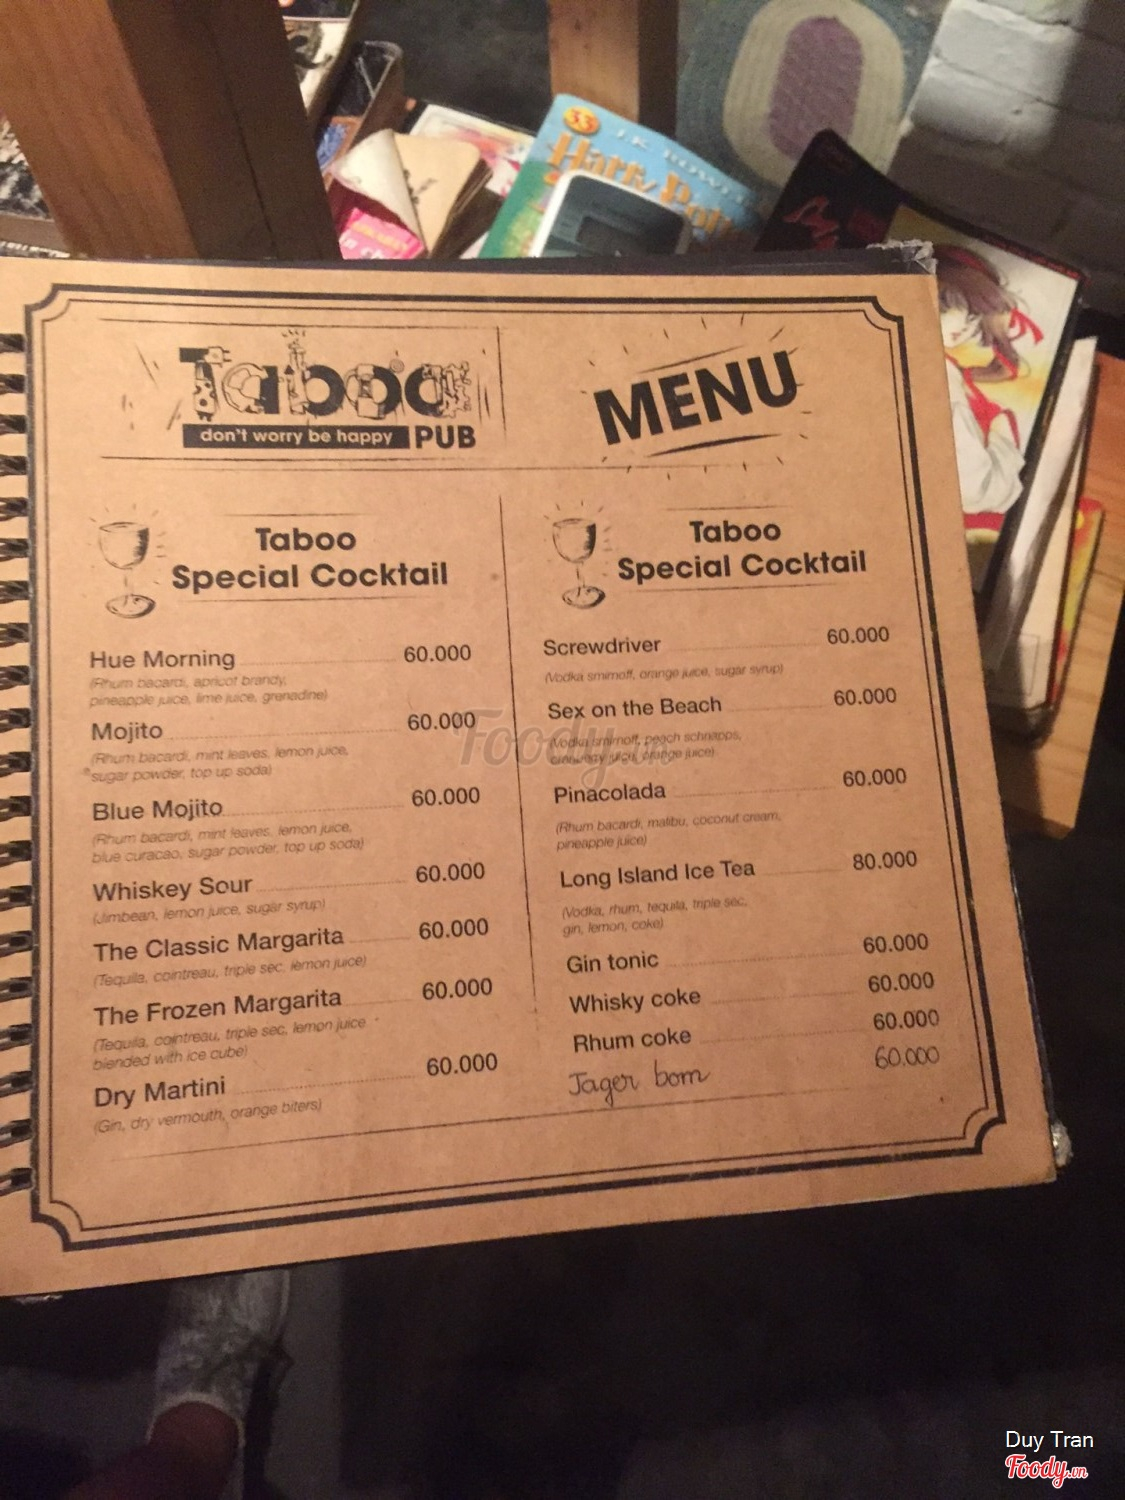 33
J.K. ROWL
Harry Pott
Taboo
don't worry be happy PUB
MENU
Taboo
Special Cocktail
Hue Morning 60.000
(Rhum bacardi, apricot brandy,
pineapple juice, lime juice, grenadine)
Mojito 60.000
(Rhum bacardi, mint leaves, lemon juice,
sugar powder, top up soda)
Blue Mojito 60.000
(Rhum bacardi, mint leaves, lemon juice,
blue curacao, sugar powder, top up soda)
Whiskey Sour 60.000
(Jimbean, lemon juice, sugar syrup)
The Classic Margarita 60.000
(Tequila, cointreau, triple sec, lemon juice)
The Frozen Margarita 60.000
(Tequila, cointreau, triple sec, lemon juice
blended with ice cube)
Dry Martini 60.000
(Gin, dry vermouth, orange biters)
Taboo
Special Cocktail
Screwdriver 60.000
(Vodka smirnoff, orange juice, sugar syrup)
Sex on the Beach 60.000
(Vodka smirnoff, peach schnapps,
cranberry juice, orange juice)
Pinacolada 60.000
(Rhum bacardi, malibu, coconut cream,
pineapple juice)
Long Island Ice Tea 80.000
(Vodka, rhum, tequila, triple sec,
gin, lemon, coke)
Gin tonic 60.000
Whisky coke 60.000
Rhum coke 60.000
Jager bom 60.000
Foody.vn
Duy Tran
Foody.vn